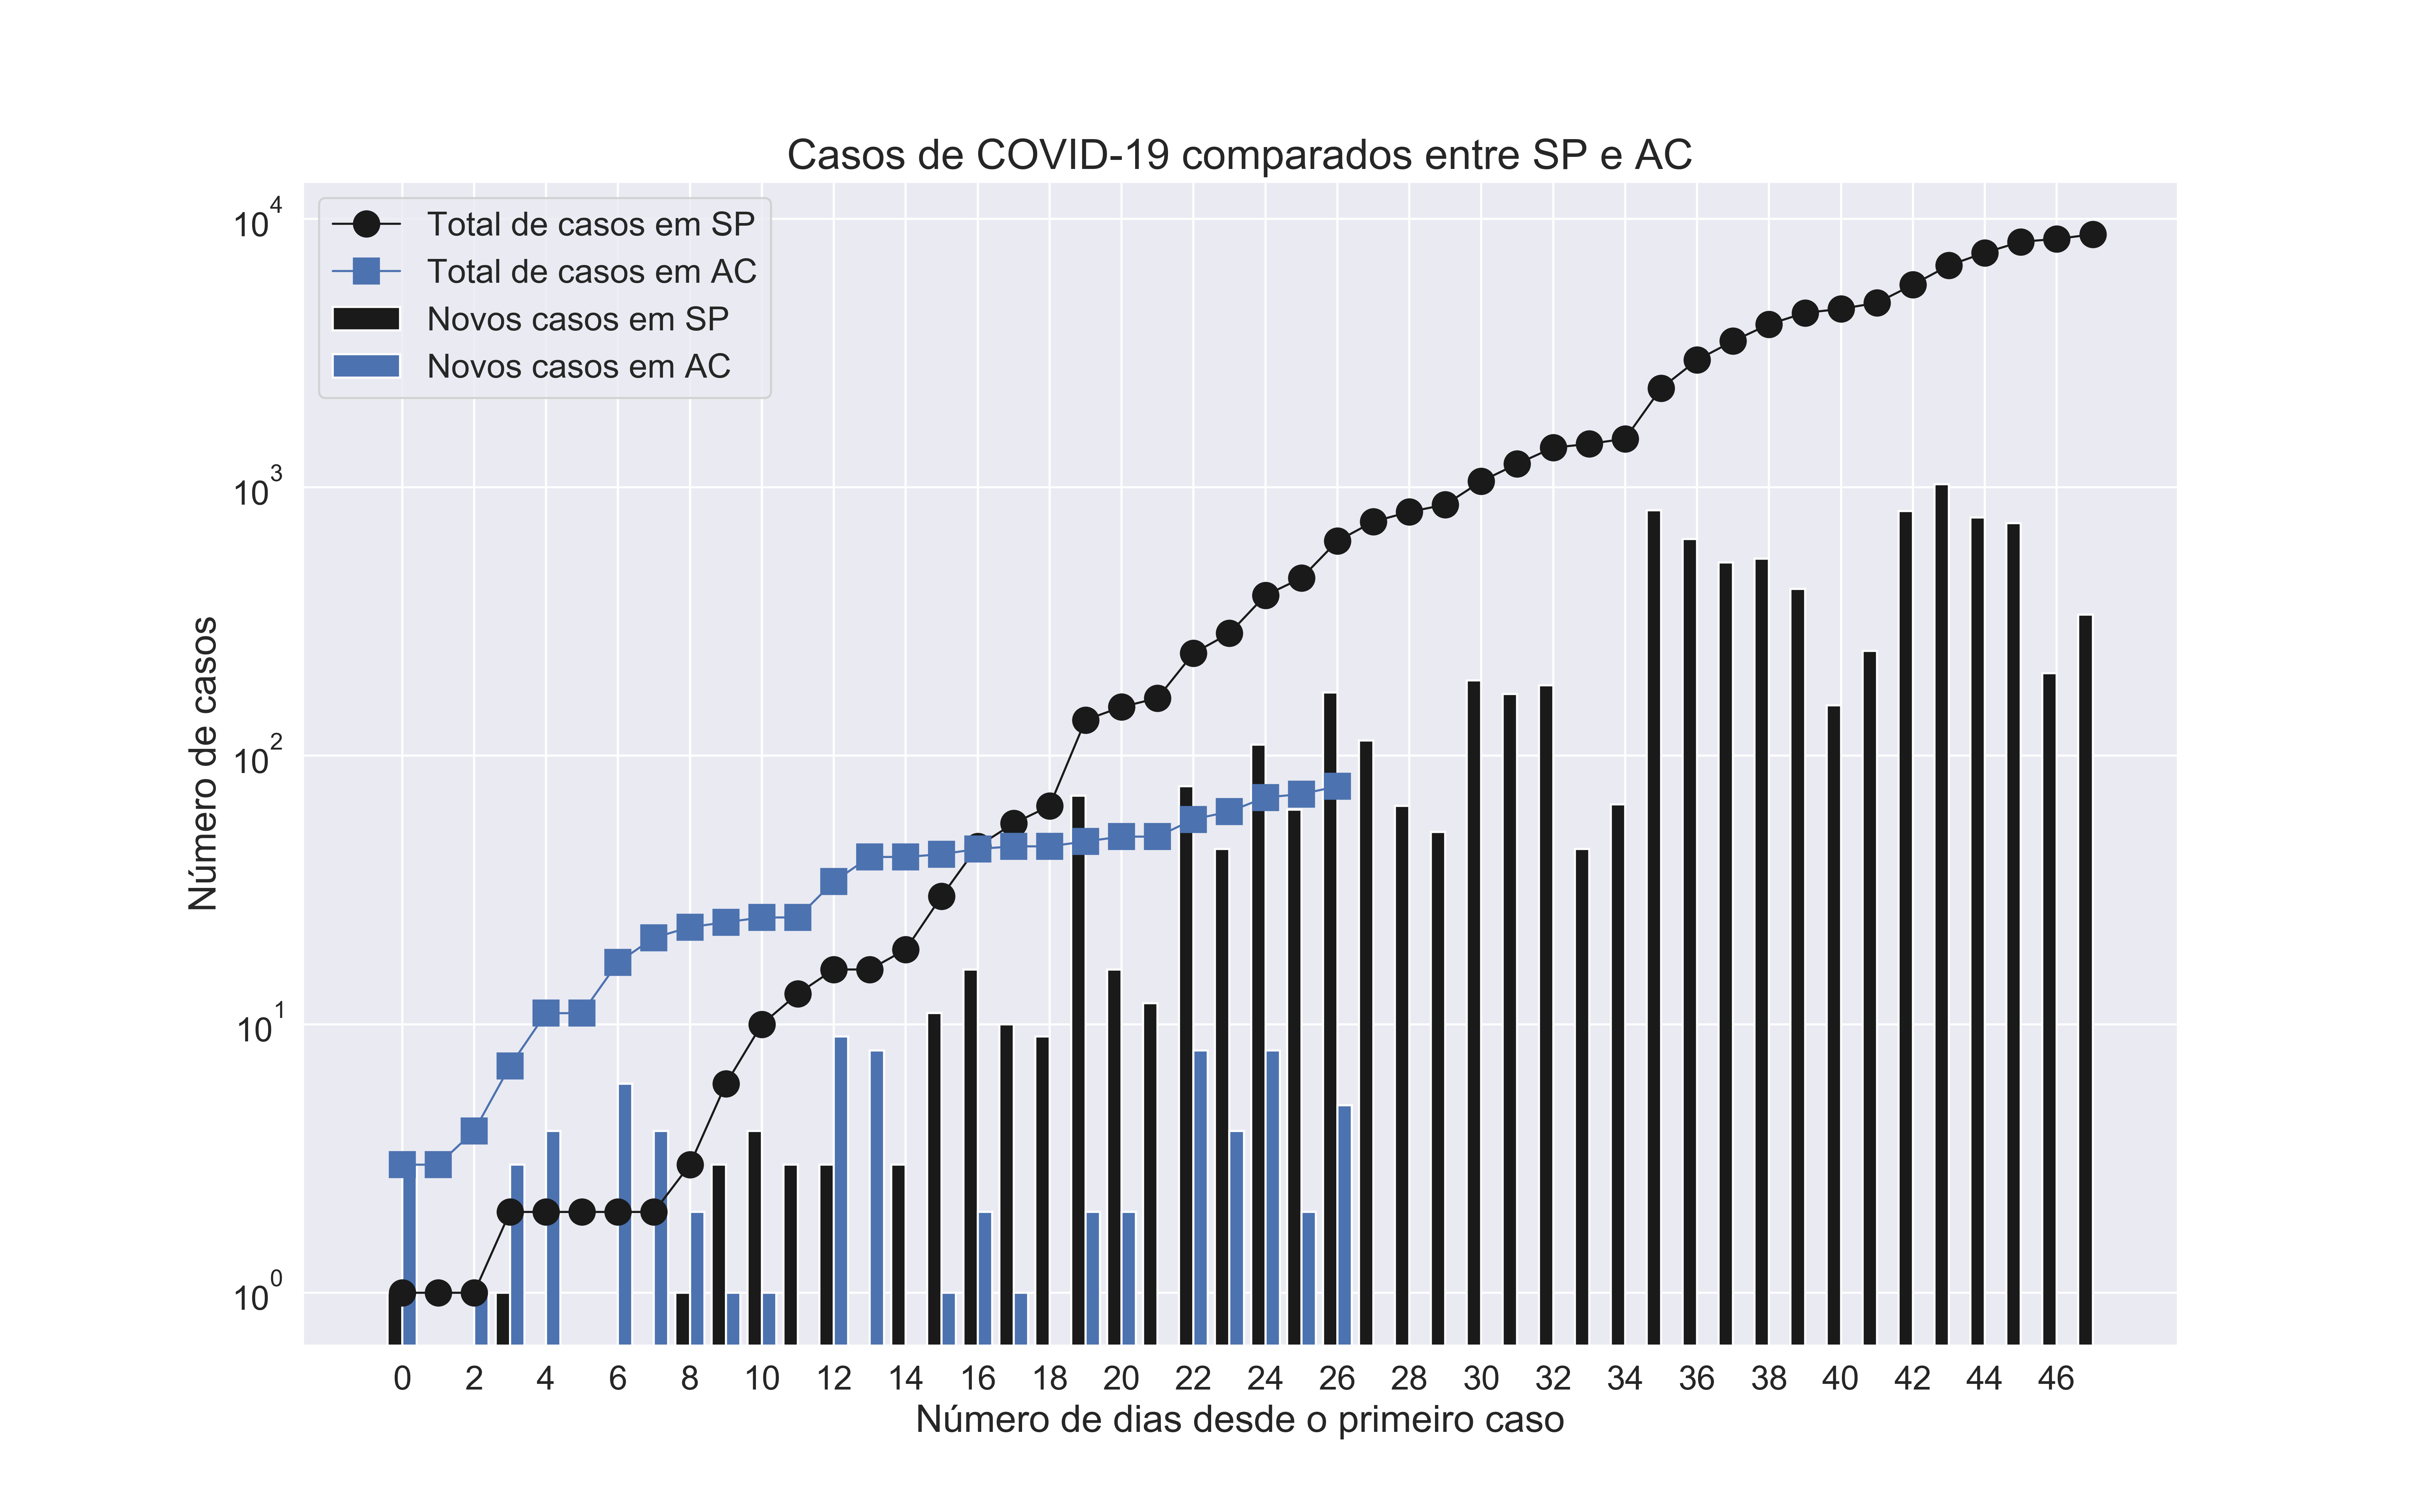 Casos de COVID-19 comparados entre SP e AC
Total de casos em SP
Total de casos em AC
Novos casos em SP
Novos casos em AC
Número de casos
10^4
10^3
10^2
10^1
10^0
0 2 4 6 8 10 12 14 16 18 20 22 24 26 28 30 32 34 36 38 40 42 44 46
Número de dias desde o primeiro caso